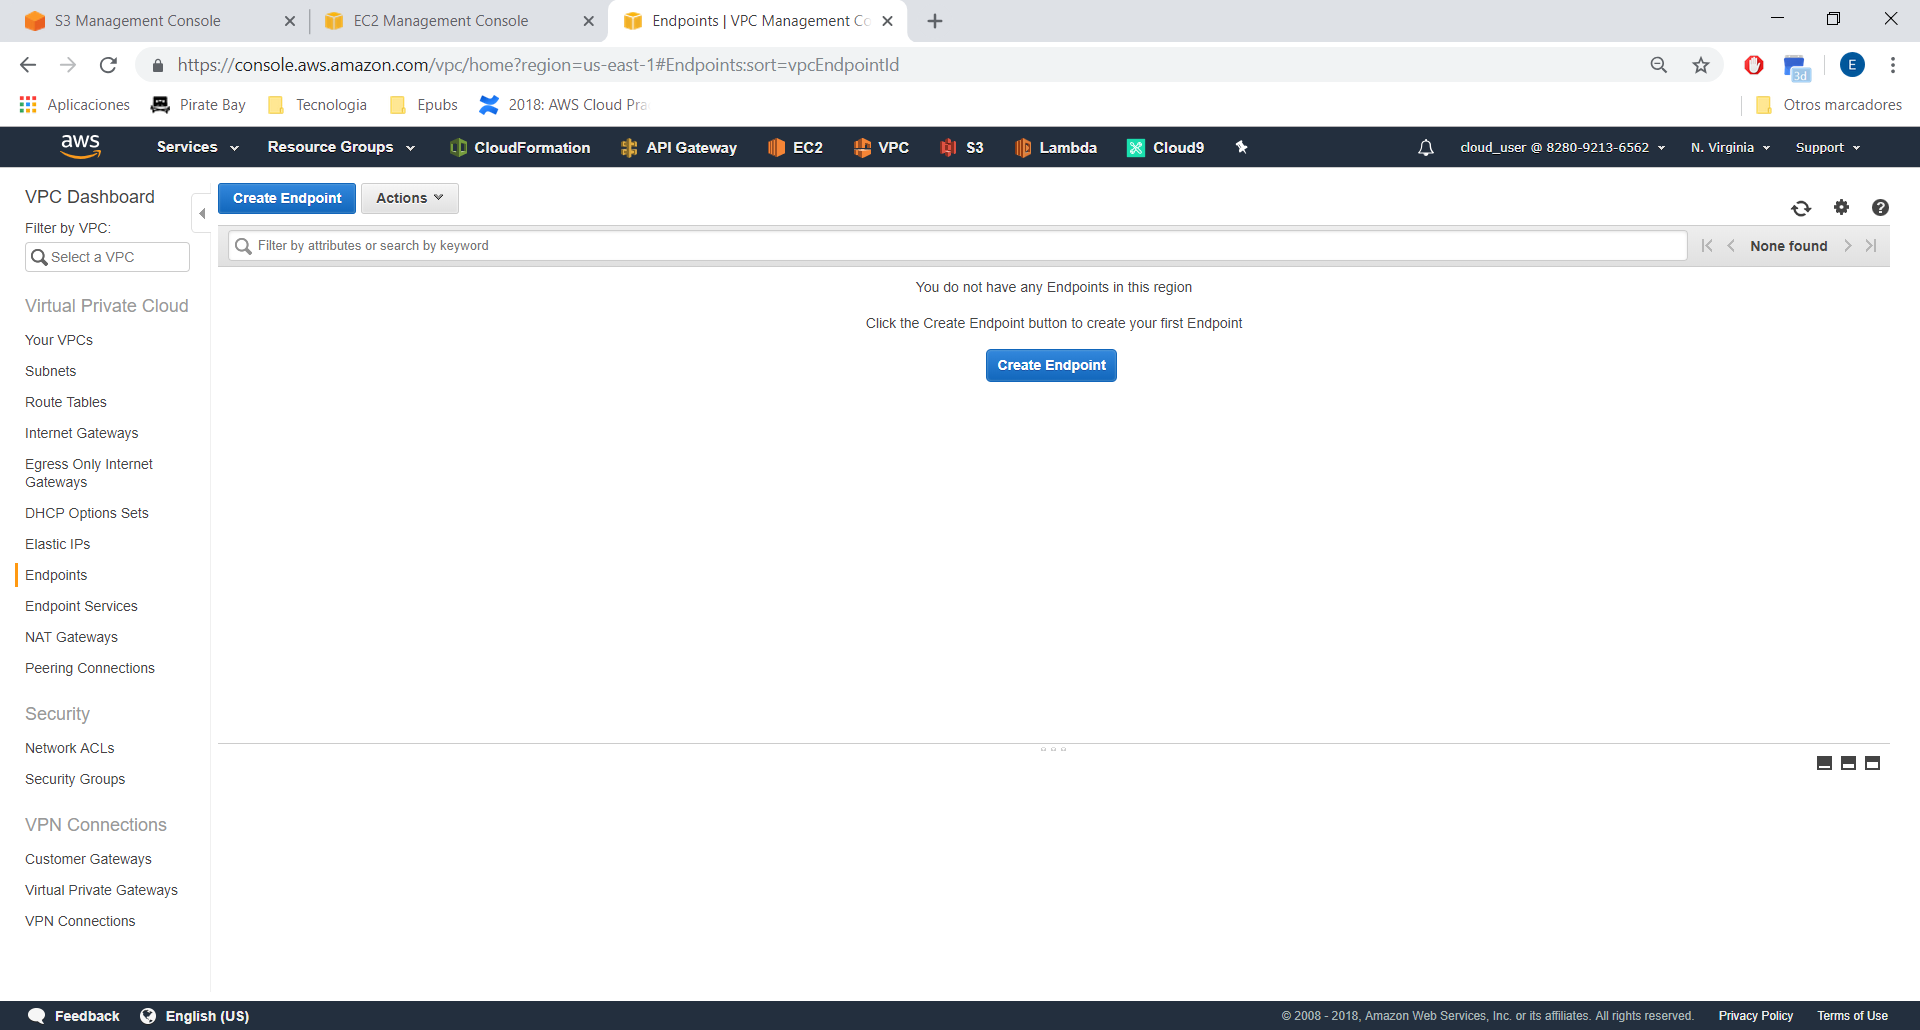 S3 Management Console
EC2 Management Console
Endpoints | VPC Management Co
https://console.aws.amazon.com/vpc/home?region=us-east-1#Endpoints:sort=vpcEndpointId
3d
E
Aplicaciones
Pirate Bay
Tecnologia
Epubs
2018: AWS Cloud Pra
Otros marcadores
aws
Services
Resource Groups
CloudFormation
API Gateway
EC2
VPC
S3
Lambda
Cloud9
cloud_user @ 8280-9213-6562
N. Virginia
Support
VPC Dashboard
Filter by VPC:
Select a VPC
Virtual Private Cloud
Your VPCs
Subnets
Route Tables
Internet Gateways
Egress Only Internet
Gateways
DHCP Options Sets
Elastic IPs
Endpoints
Endpoint Services
NAT Gateways
Peering Connections
Security
Network ACLs
Security Groups
VPN Connections
Customer Gateways
Virtual Private Gateways
VPN Connections
Create Endpoint
Actions
Filter by attributes or search by keyword
None found
You do not have any Endpoints in this region
Click the Create Endpoint button to create your first Endpoint
Create Endpoint
Feedback
English (US)
© 2008 - 2018, Amazon Web Services, Inc. or its affiliates. All rights reserved.
Privacy Policy
Terms of Use